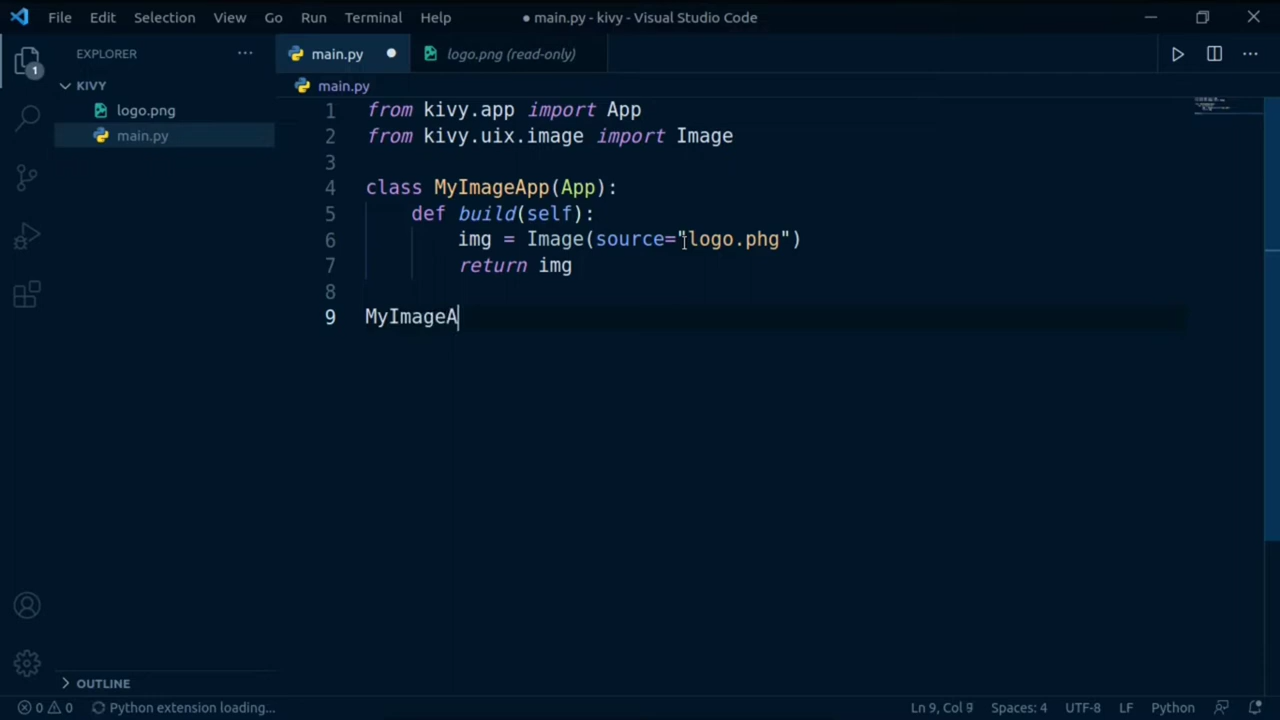 File Edit Selection View Go Run Terminal Help ● main.py - kivy - Visual Studio Code
EXPLORER ···
main.py
logo.png (read-only)
1
KIVY
main.py
logo.png
main.py
1 from kivy.app import App
2 from kivy.uix.image import Image
3
4 class MyImageApp(App):
5 def build(self):
6 img = Image(source="logo.phg")
7 return img
8
9 MyImageA
OUTLINE
0 0 Python extension loading... Ln 9, Col 9 Spaces: 4 UTF-8 LF Python